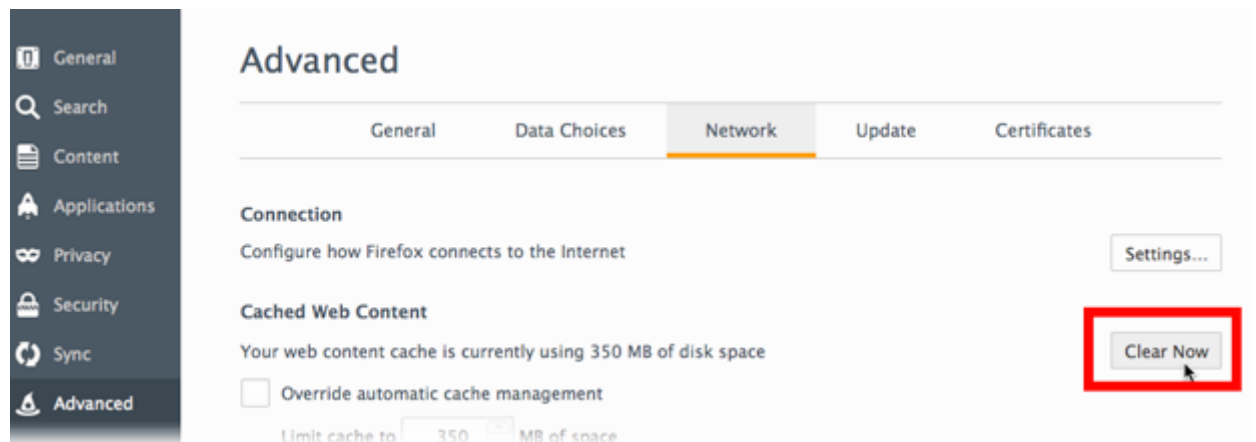 General
Search
Content
Applications
Privacy
Security
Sync
Advanced
Advanced
General Data Choices Network Update Certificates
Connection
Configure how Firefox connects to the Internet Settings...
Cached Web Content
Your web content cache is currently using 350 MB of disk space Clear Now
Override automatic cache management
Limit cache to 350 MB of space